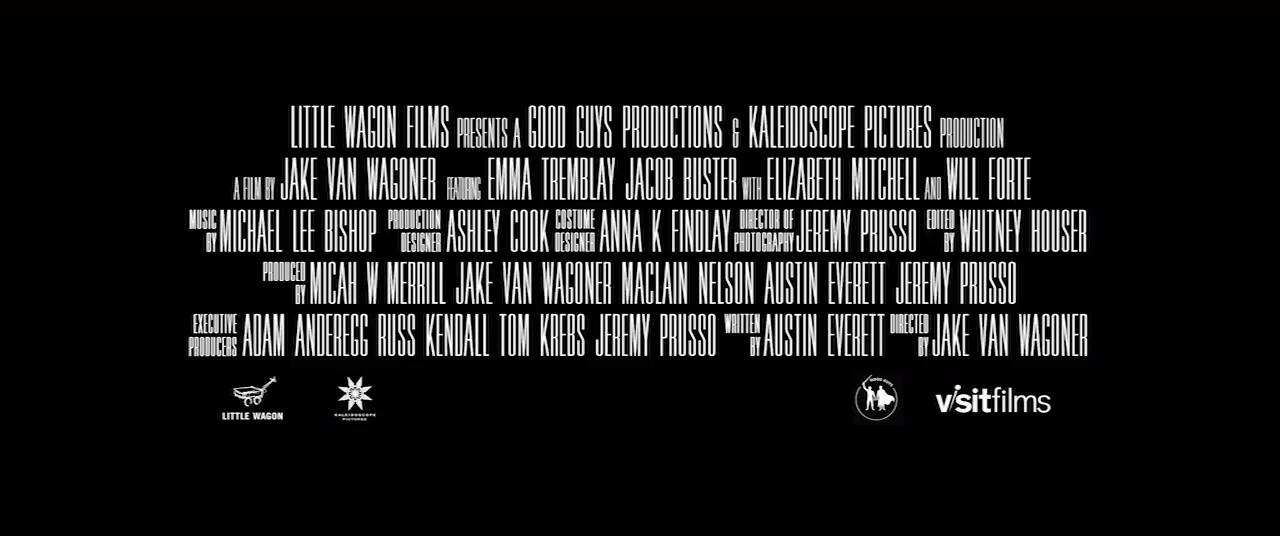 LITTLE WAGON FILMS PRESENTS A GOOD GUYS PRODUCTIONS & KALEIDOSCOPE PICTURES PRODUCTION
A FILM BY JAKE VAN WAGONER FEATURING EMMA TREMBLAY JACOB BUSTER WITH ELIZABETH MITCHELL AND WILL FORTE
MUSIC BY MICHAEL LEE BISHOP PRODUCTION DESIGNER ASHLEY COOK COSTUME DESIGNER ANNA K FINDLAY DIRECTOR OF PHOTOGRAPHY JEREMY PRUSSO EDITED BY WHITNEY HOUSER
PRODUCED BY MICAH W MERRILL JAKE VAN WAGONER MACLAIN NELSON AUSTIN EVERETT JEREMY PRUSSO
EXECUTIVE PRODUCERS ADAM ANDEREGG RUSS KENDALL TOM KREBS JEREMY PRUSSO WRITTEN BY AUSTIN EVERETT DIRECTED BY JAKE VAN WAGONER
LITTLE WAGON
KALEIDOSCOPE
PICTURES
GOOD GUYS
visitfilms